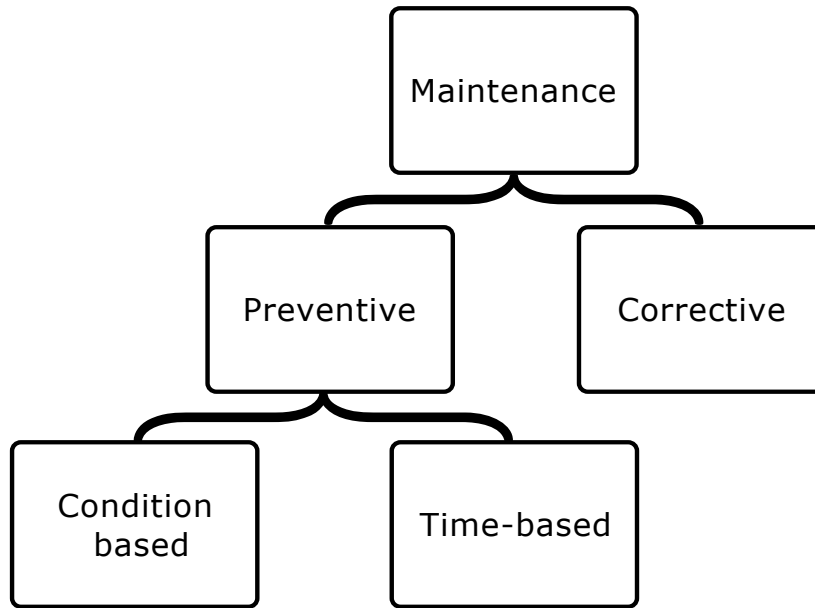 Maintenance
Preventive
Corrective
Condition
based
Time-based